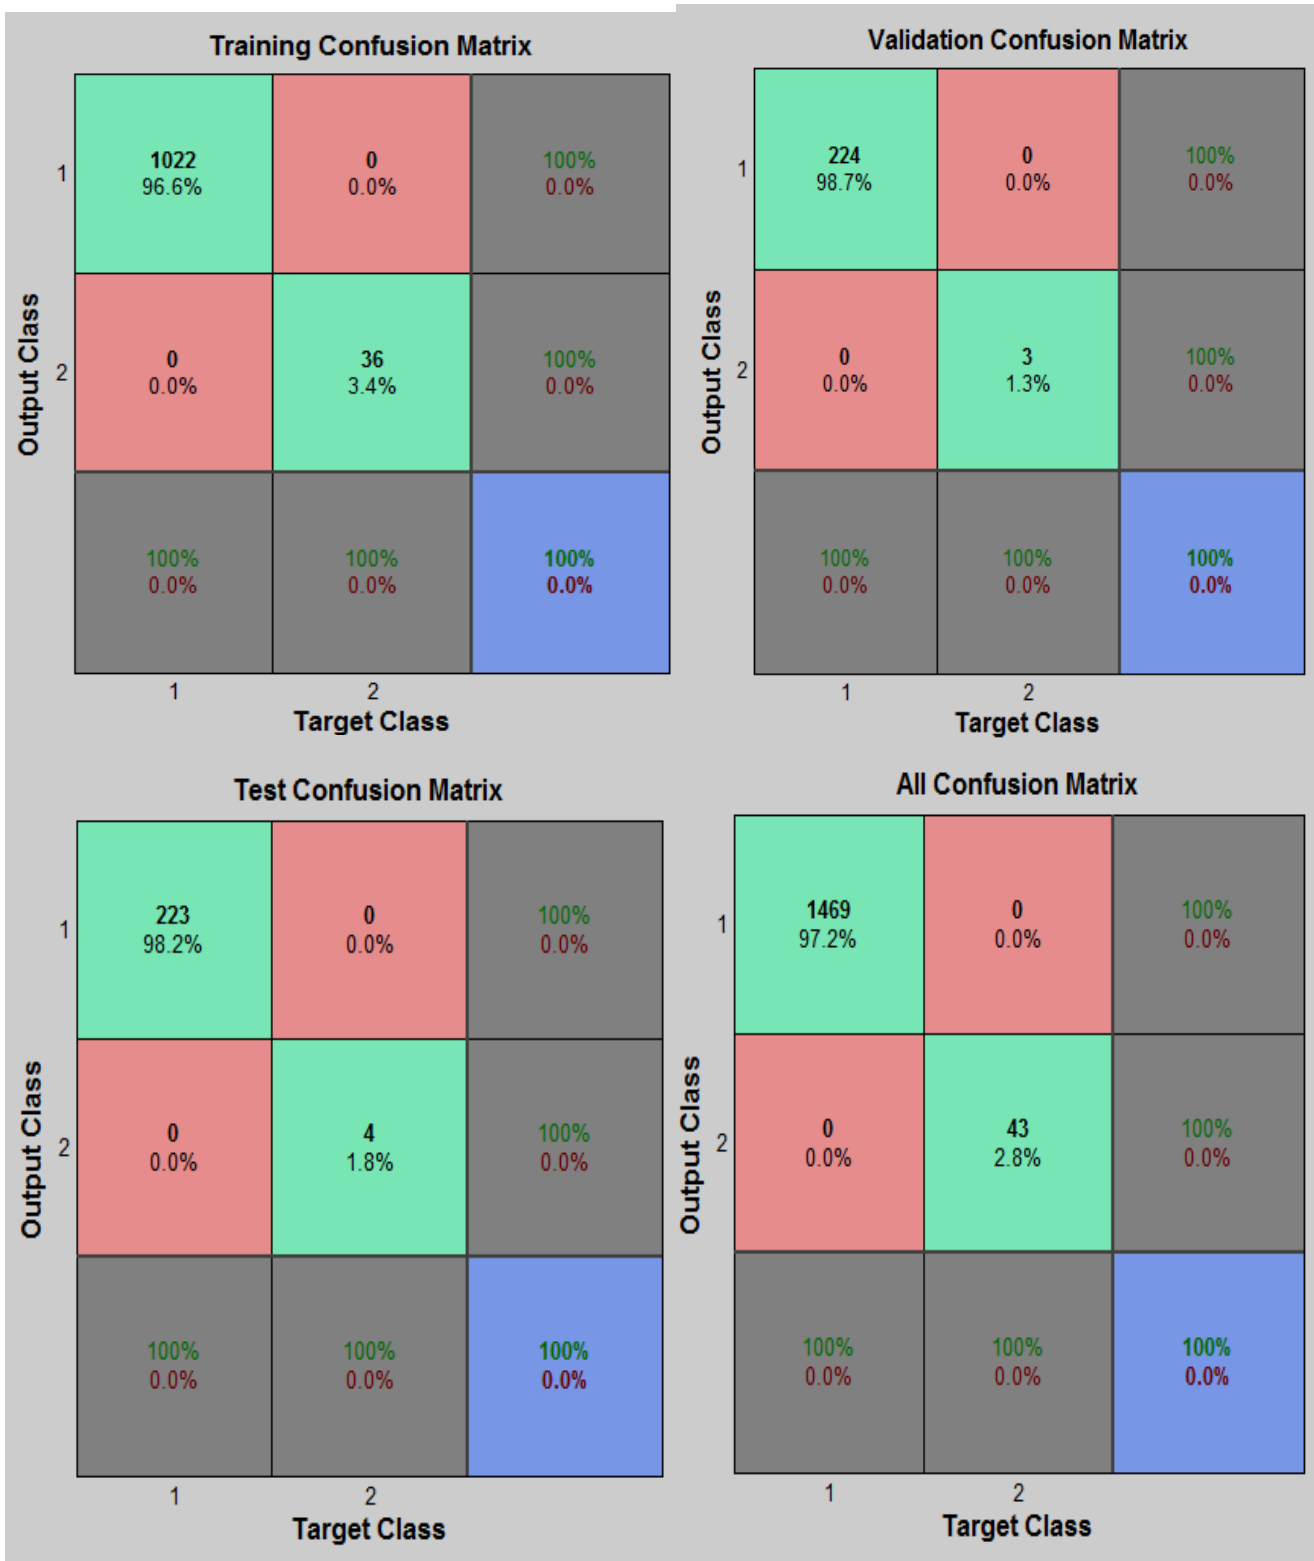 Training Confusion Matrix
1022 0 100%
96.6% 0.0% 0.0%
1
0 36 100%
0.0% 3.4% 0.0%
2
Output Class
100% 100% 100%
0.0% 0.0% 0.0%
1 2
Target Class
Validation Confusion Matrix
224 0 100%
98.7% 0.0% 0.0%
1
0 3 100%
0.0% 1.3% 0.0%
2
Output Class
100% 100% 100%
0.0% 0.0% 0.0%
1 2
Target Class
Test Confusion Matrix
223 0 100%
98.2% 0.0% 0.0%
1
0 4 100%
0.0% 1.8% 0.0%
2
Output Class
100% 100% 100%
0.0% 0.0% 0.0%
1 2
Target Class
All Confusion Matrix
1469 0 100%
97.2% 0.0% 0.0%
1
0 43 100%
0.0% 2.8% 0.0%
2
Output Class
100% 100% 100%
0.0% 0.0% 0.0%
1 2
Target Class